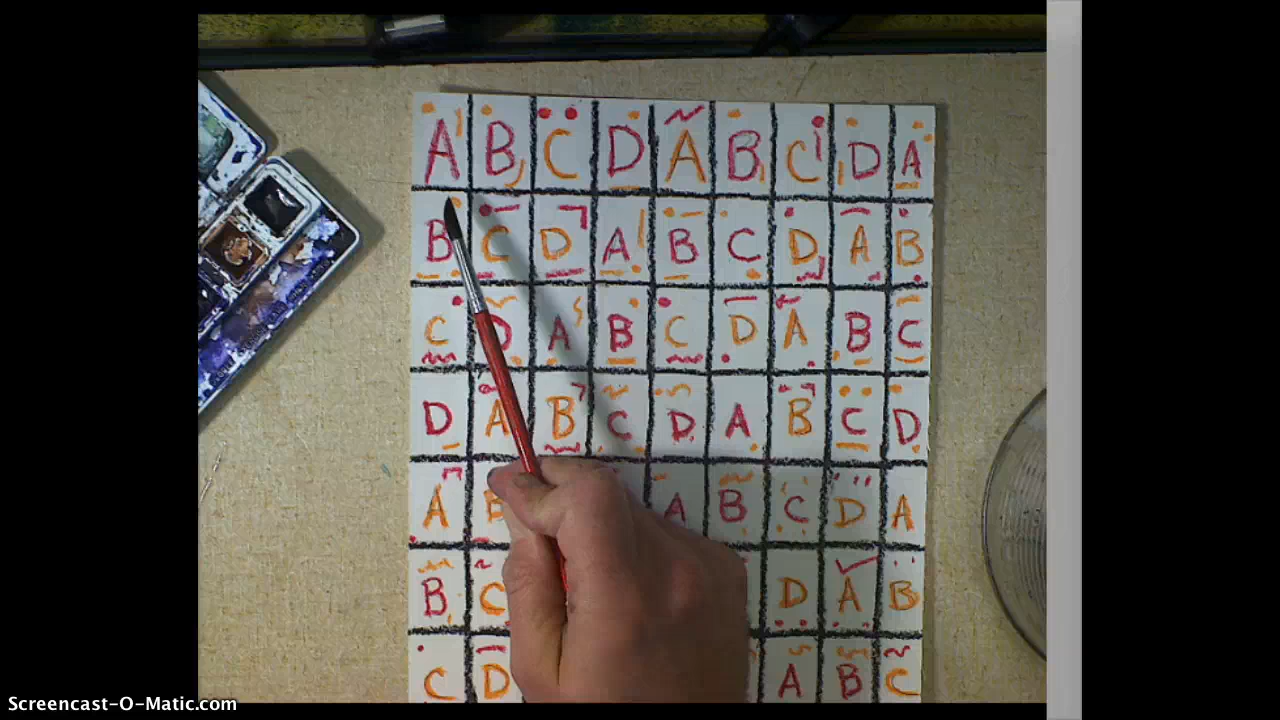 A B C D A B C D A
B C D A B C D A B
C D A B C D A B C
D A B C D A B C D
A B A B C D A
B C D A B
C D A B C
Screencast-O-Matic.com